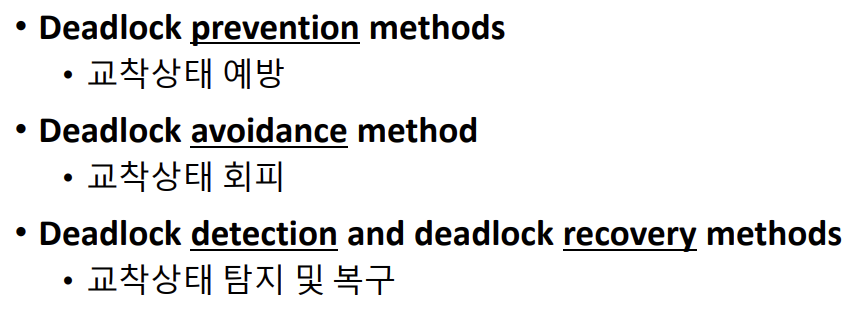 • Deadlock prevention methods
• 교착상태 예방
• Deadlock avoidance method
• 교착상태 회피
• Deadlock detection and deadlock recovery methods
• 교착상태 탐지 및 복구